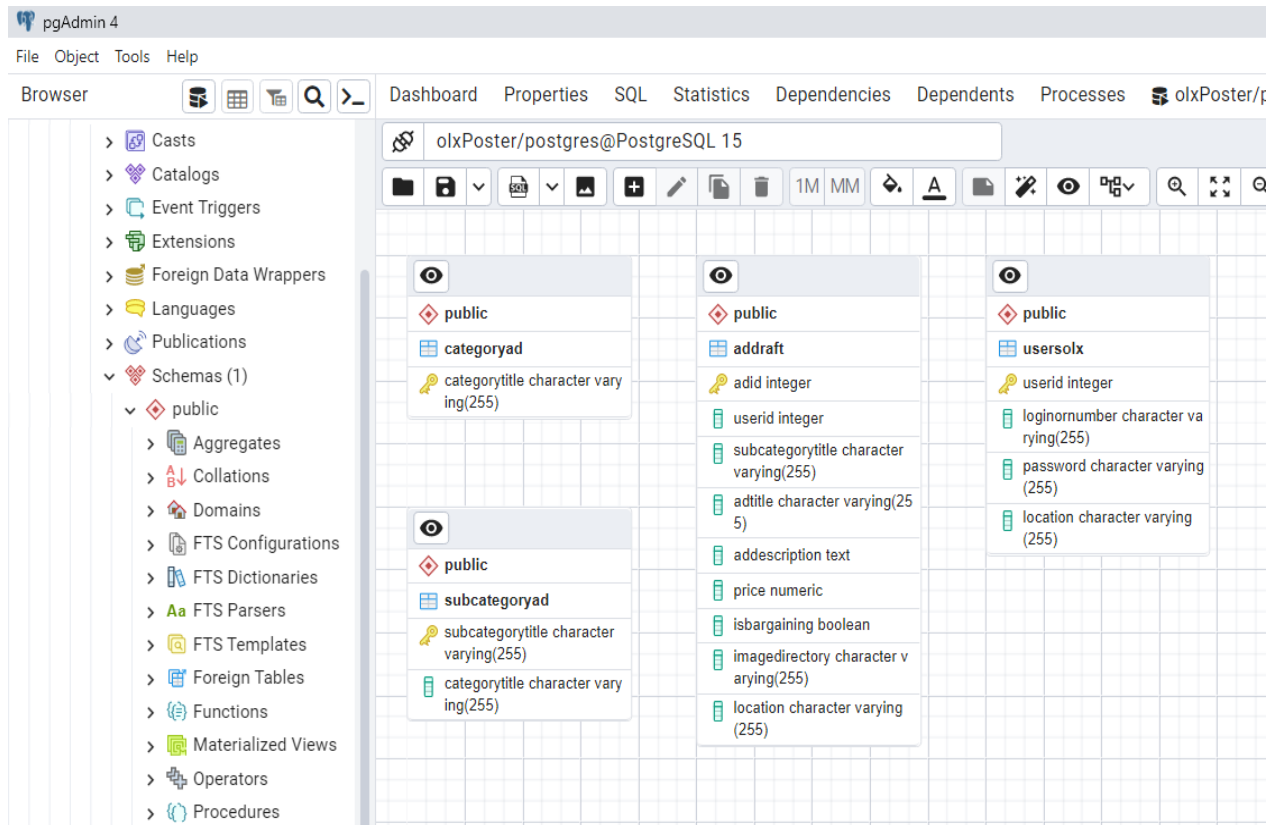 pgAdmin 4
File Object Tools Help
Browser
Dashboard Properties SQL Statistics Dependencies Dependents Processes olxPoster/p
olxPoster/postgres@PostgreSQL 15
SQL
1M MM
A
Casts
Catalogs
Event Triggers
Extensions
Foreign Data Wrappers
Languages
Publications
Schemas (1)
public
Aggregates
Collations
Domains
FTS Configurations
FTS Dictionaries
Aa FTS Parsers
FTS Templates
Foreign Tables
Functions
Materialized Views
Operators
Procedures
public
categoryad
categorytitle character vary
ing(255)
public
subcategoryad
subcategorytitle character
varying(255)
categorytitle character vary
ing(255)
public
addraft
adid integer
userid integer
subcategorytitle character
varying(255)
adtitle character varying(25
5)
addescription text
price numeric
isbargaining boolean
imagedirectory character v
arying(255)
location character varying
(255)
public
usersolx
userid integer
loginornumber character va
rying(255)
password character varying
(255)
location character varying
(255)